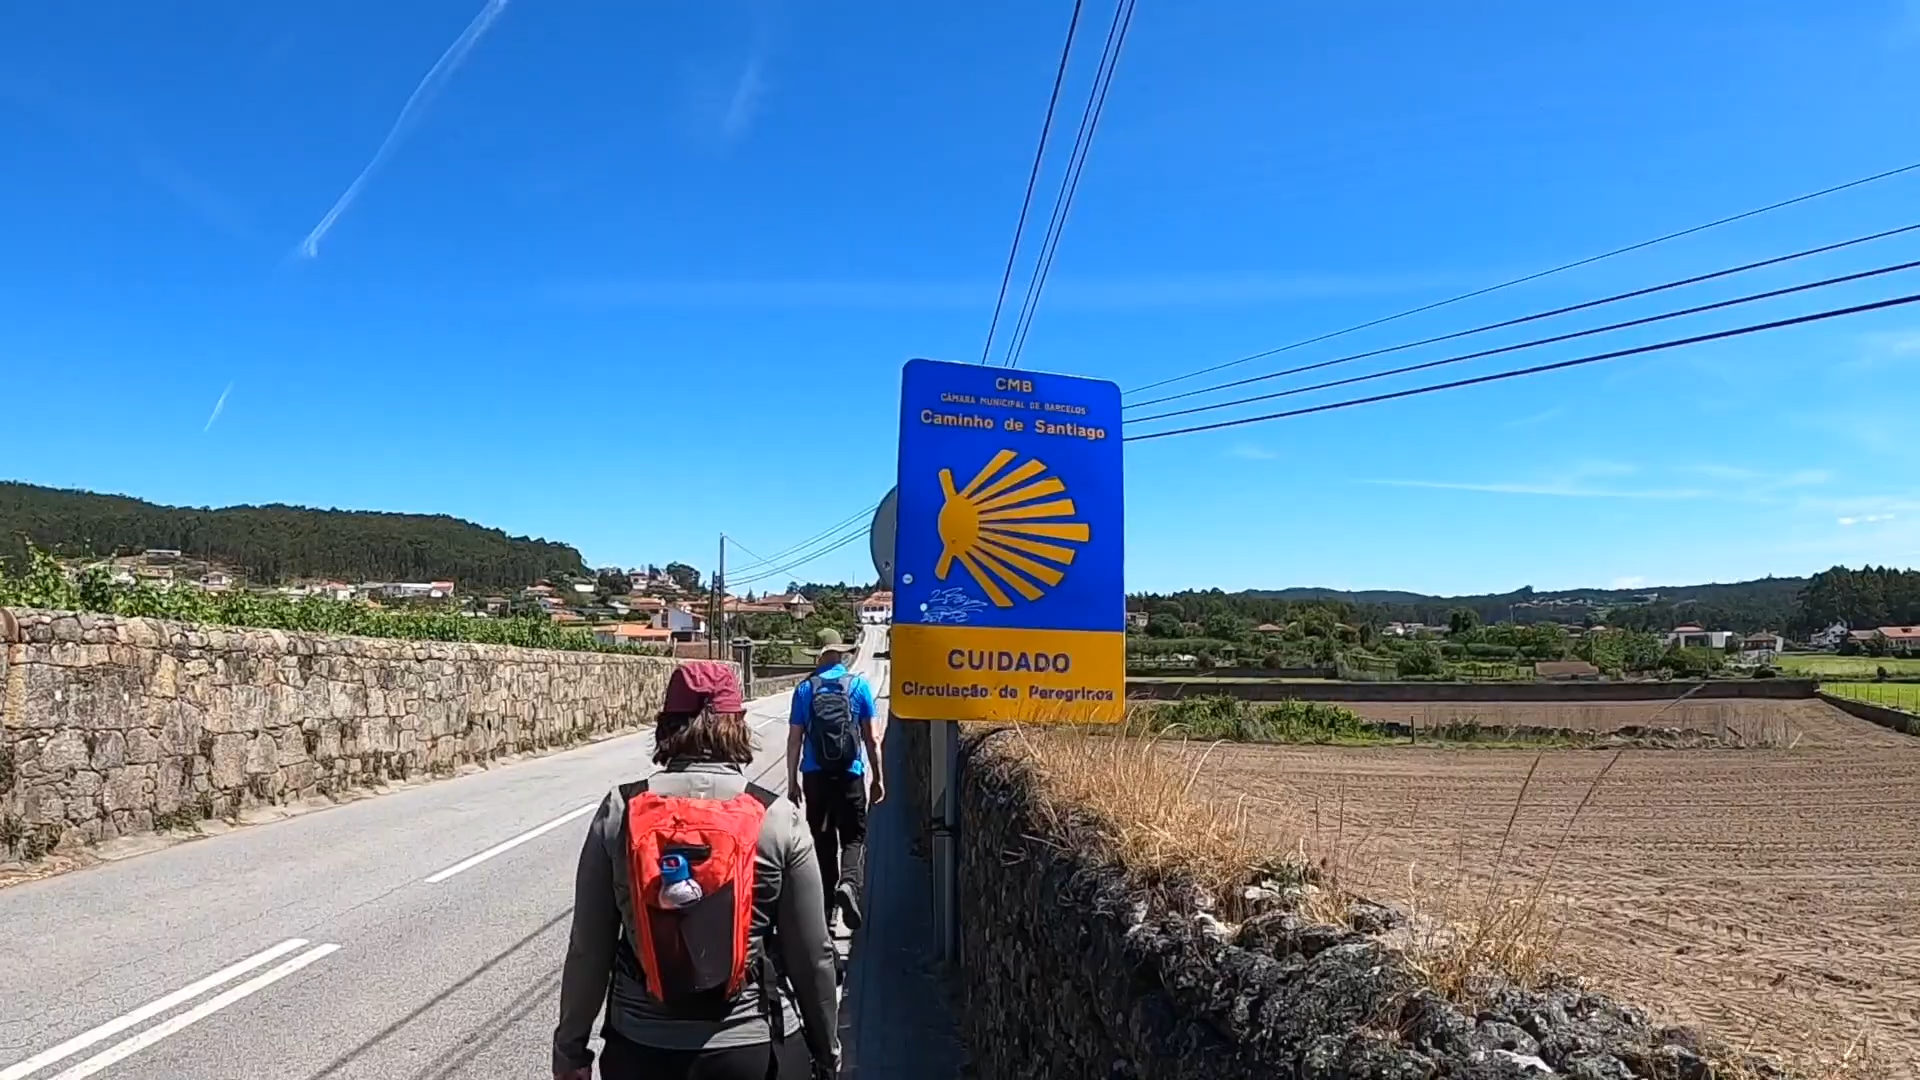 CMB
CÂMARA MUNICIPAL DE BARCELOS
Caminho de Santiago
CUIDADO
Circulação de Peregrinos